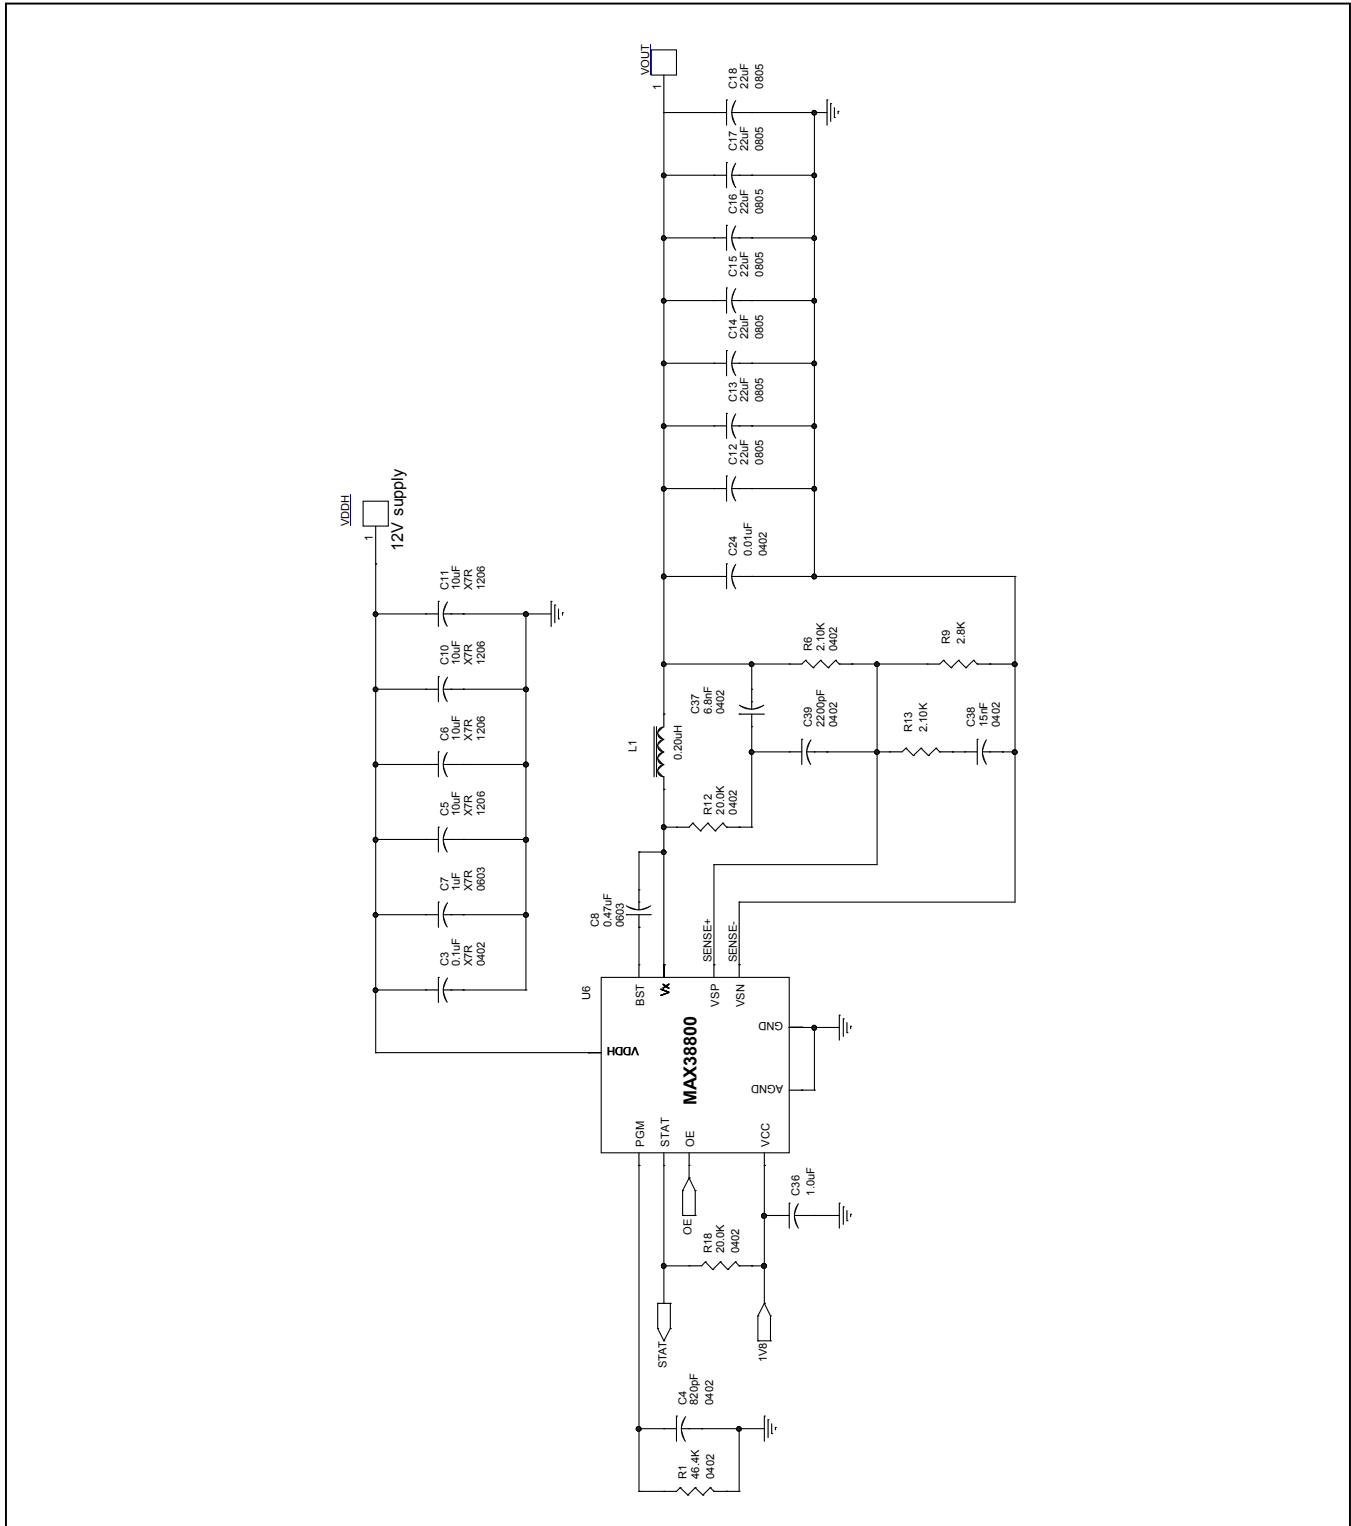 VOUT
1
C18
22uF
0805
C17
22uF
0805
C16
22uF
0805
C15
22uF
0805
C14
22uF
0805
C13
22uF
0805
C12
22uF
0805
C24
0.01uF
0402
VDDH
1
12V supply
C11
10uF
X7R
1206
C10
10uF
X7R
1206
C6
10uF
X7R
1206
C5
10uF
X7R
1206
C7
1uF
X7R
0603
C3
0.1uF
X7R
0402
R6
2.10K
0402
R9
2.8K
C37
6.8nF
0402
C39
2200pF
0402
R13
2.10K
C38
15nF
0402
L1
0.20uH
R12
20.0K
0402
C8
0.47uF
0603
SENSE+
SENSE-
U6
BST
Vx
VSP
VSN
VDDH
MAX38800
GND
AGND
PGM
STAT
OE
VCC
OE
C36
1.0uF
R18
20.0K
0402
STAT
1V8
C4
820pF
0402
R1
46.4K
0402